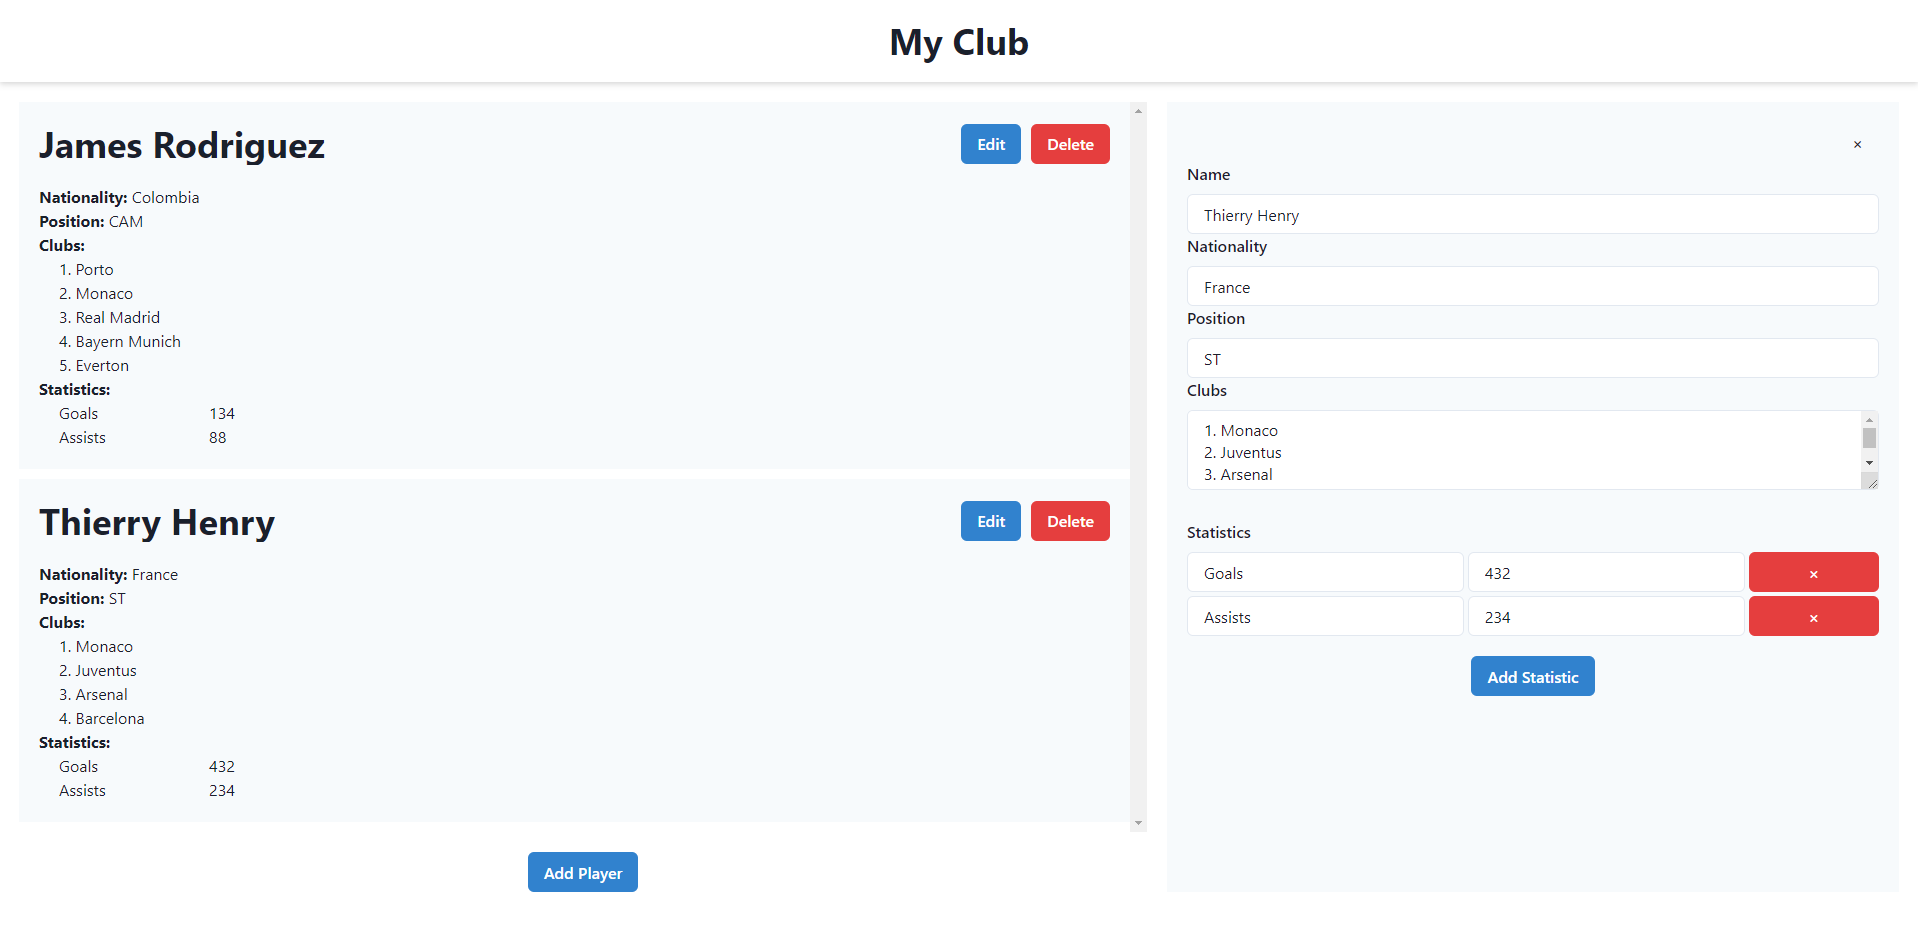 My Club
James Rodriguez
Edit
Delete
Nationality: Colombia
Position: CAM
Clubs:
1. Porto
2. Monaco
3. Real Madrid
4. Bayern Munich
5. Everton
Statistics:
Goals 134
Assists 88
Thierry Henry
Edit
Delete
Nationality: France
Position: ST
Clubs:
1. Monaco
2. Juventus
3. Arsenal
4. Barcelona
Statistics:
Goals 432
Assists 234
Add Player
×
Name
Thierry Henry
Nationality
France
Position
ST
Clubs
1. Monaco
2. Juventus
3. Arsenal
Statistics
Goals 432 ×
Assists 234 ×
Add Statistic